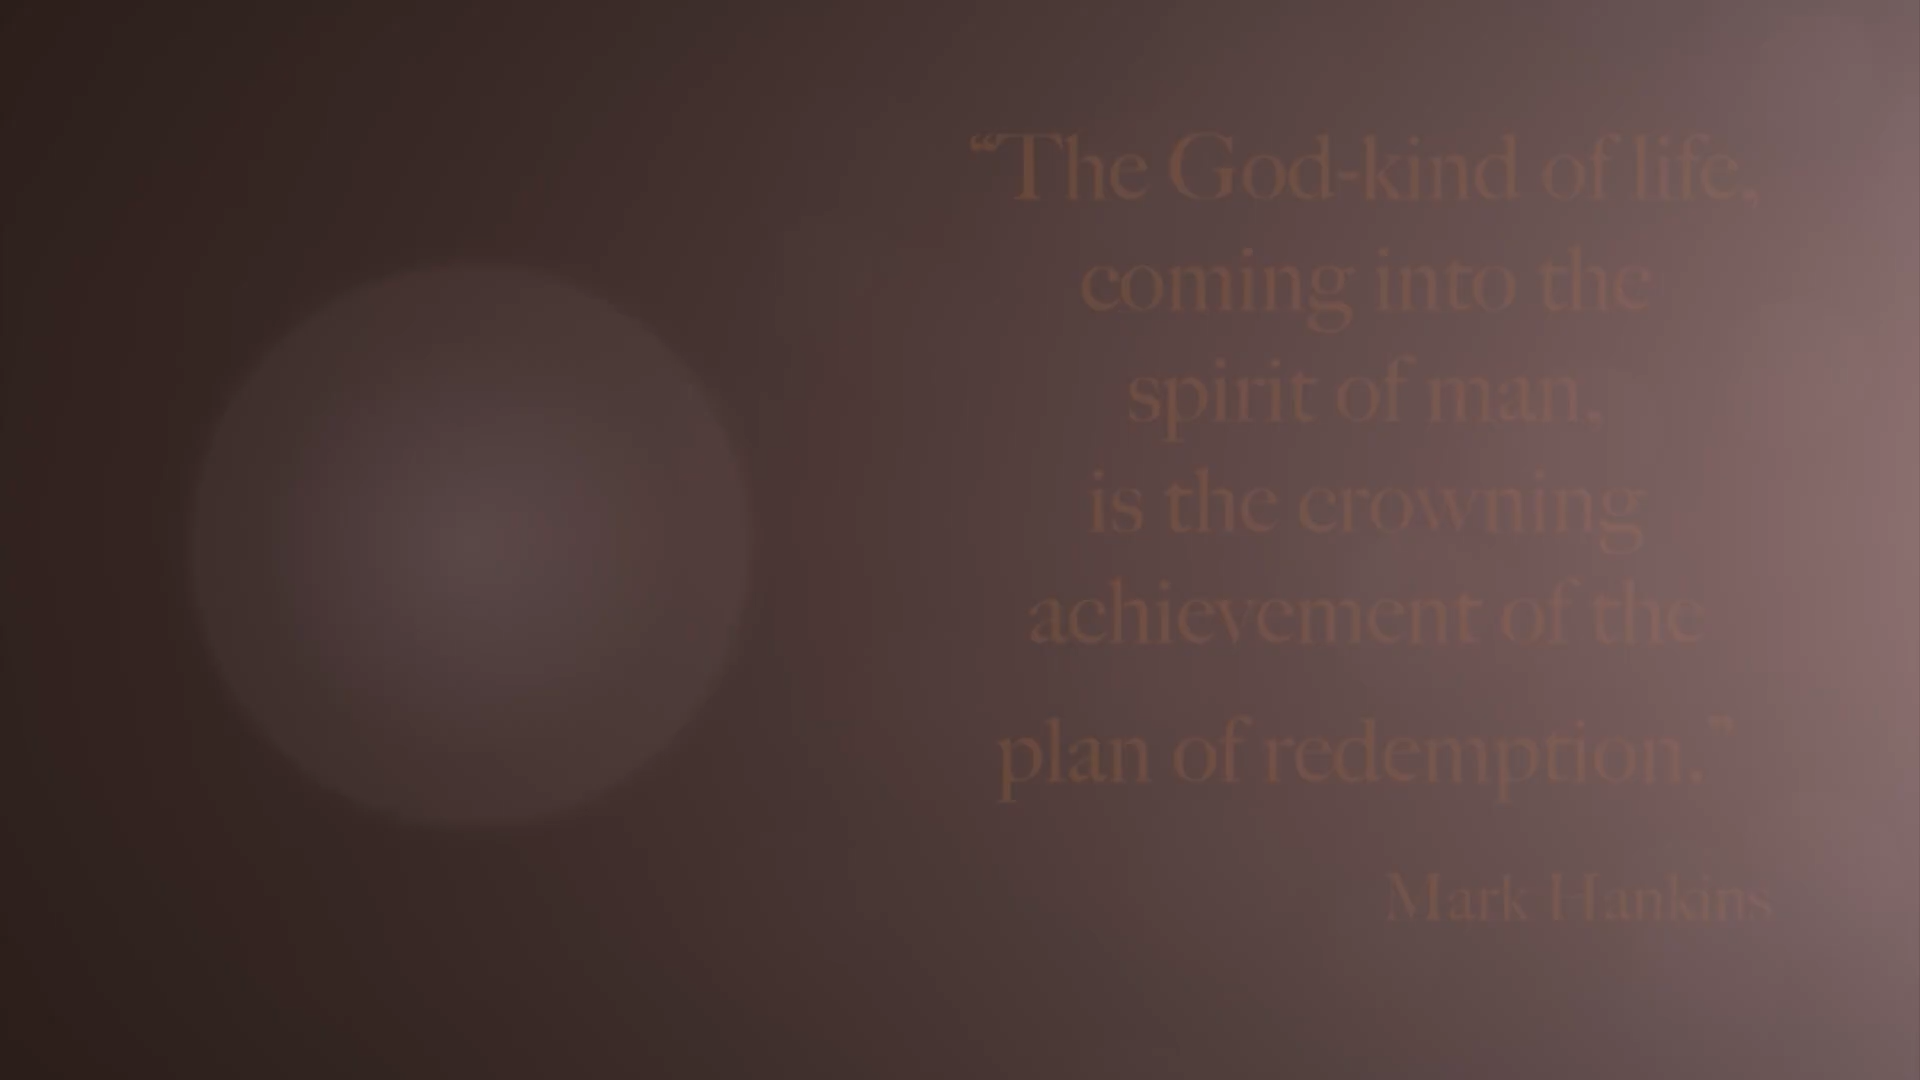 “The God-kind of life,
coming into the
spirit of man,
is the crowning
achievement of the
plan of redemption.”
Mark Hankins